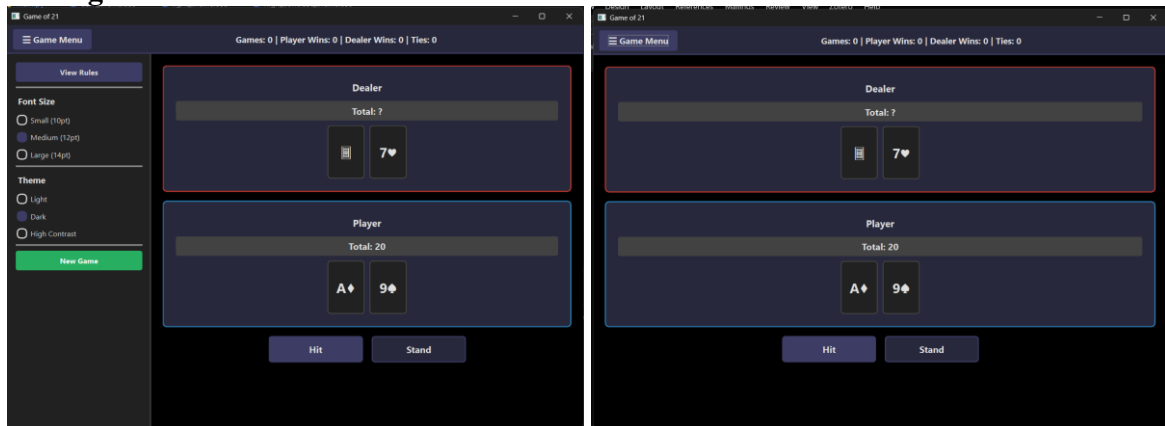 Game of 21
☰ Game Menu
Games: 0 | Player Wins: 0 | Dealer Wins: 0 | Ties: 0
View Rules
Font Size
Small (10pt)
Medium (12pt)
Large (14pt)
Theme
Light
Dark
High Contrast
New Game
Dealer
Total: ?
7♥
Player
Total: 20
A♦ 9♠
Hit Stand
Design Layout References Mailings Review View Zotero Help
Game of 21
☰ Game Menu
Games: 0 | Player Wins: 0 | Dealer Wins: 0 | Ties: 0
Dealer
Total: ?
7♥
Player
Total: 20
A♦ 9♠
Hit Stand